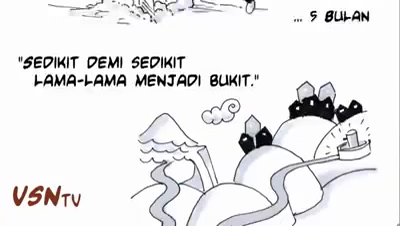 ... 5 BULAN
"SEDIKIT DEMI SEDIKIT
LAMA-LAMA MENJADI BUKIT."
VSNTV